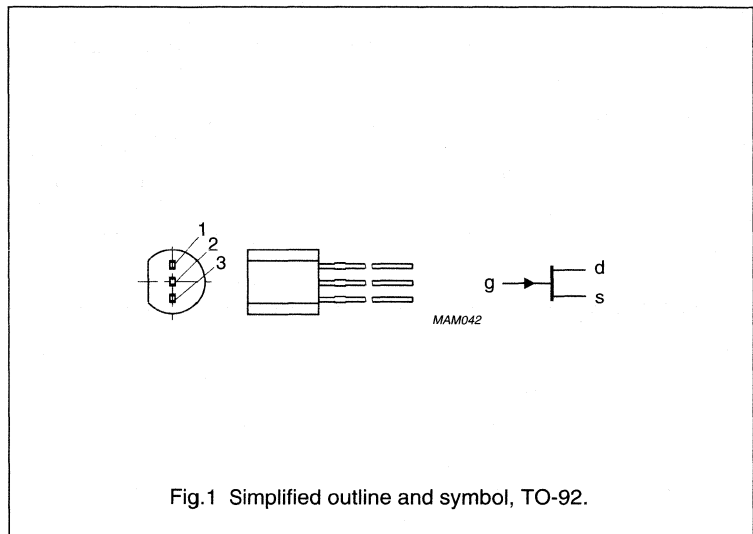 1
2
3
g
d
s
MAM042
Fig.1 Simplified outline and symbol, TO-92.